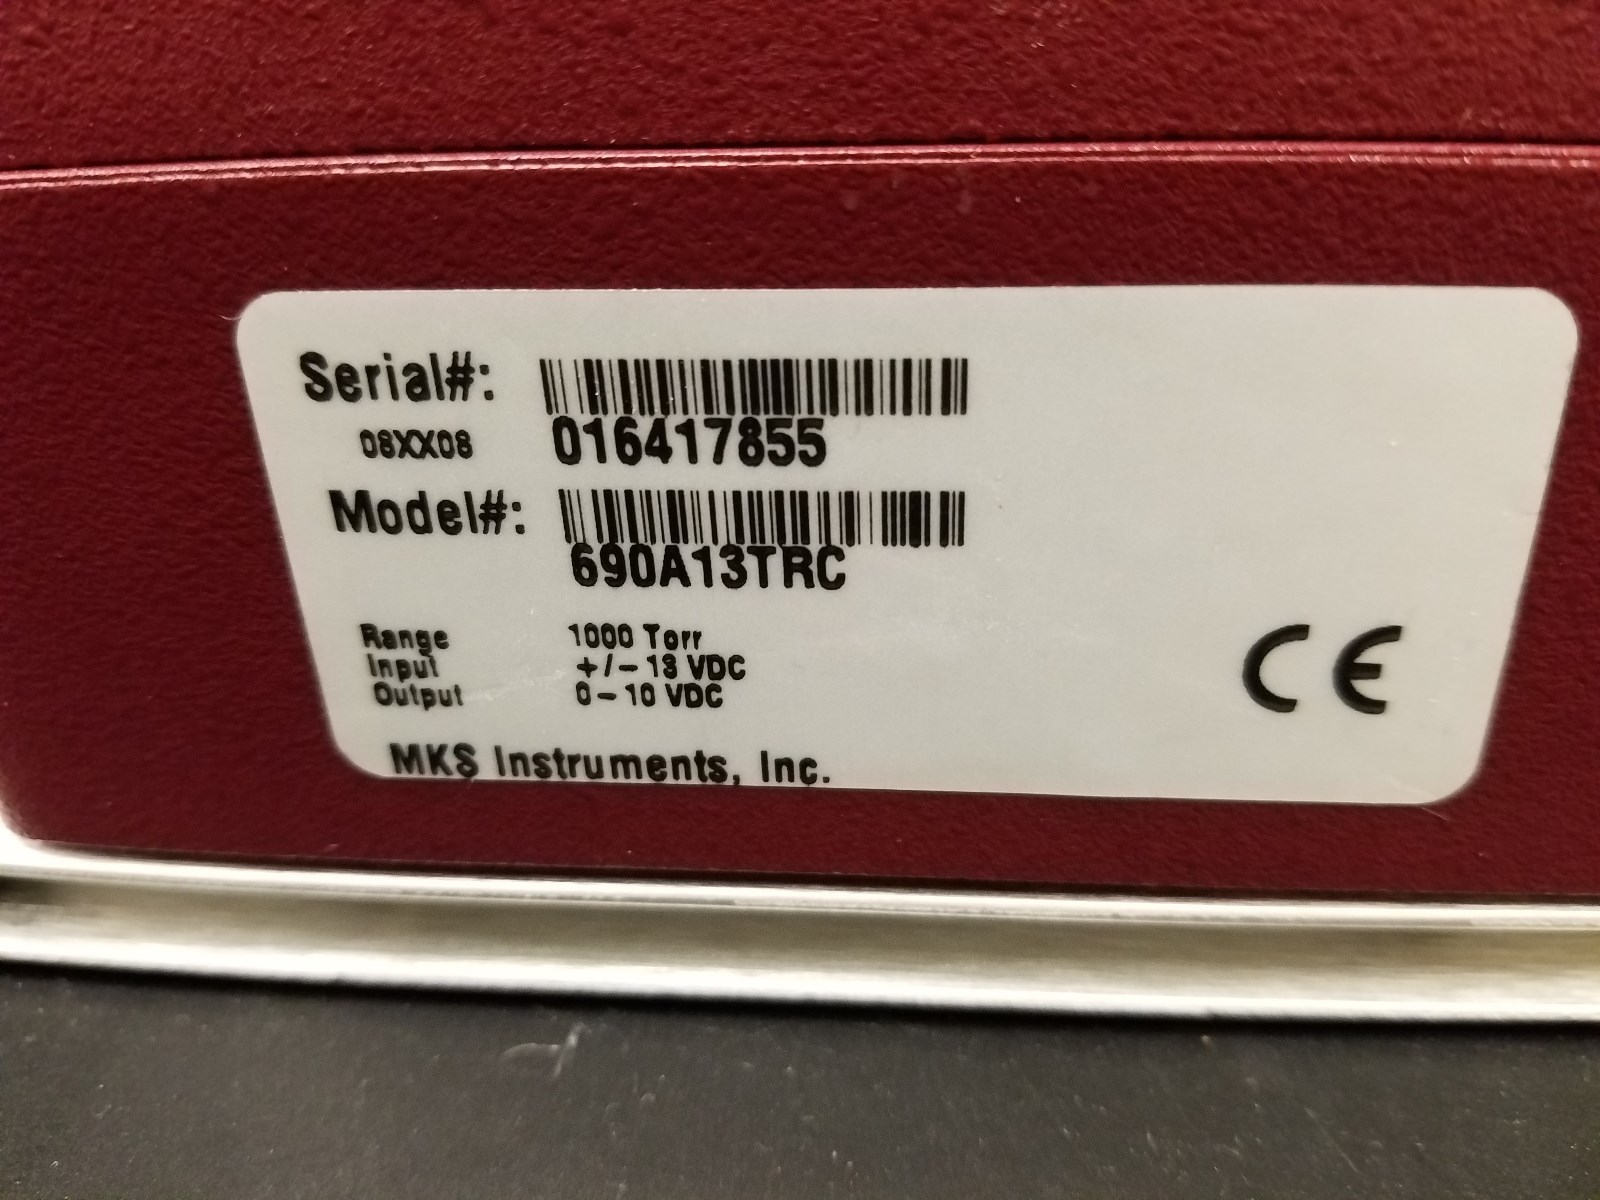 Serial#:
08XX08 016417855
Model#:
690A13TRC
Range 1000 Torr
Input +/- 13 VDC
Output 0-10 VDC
CE
MKS Instruments, Inc.